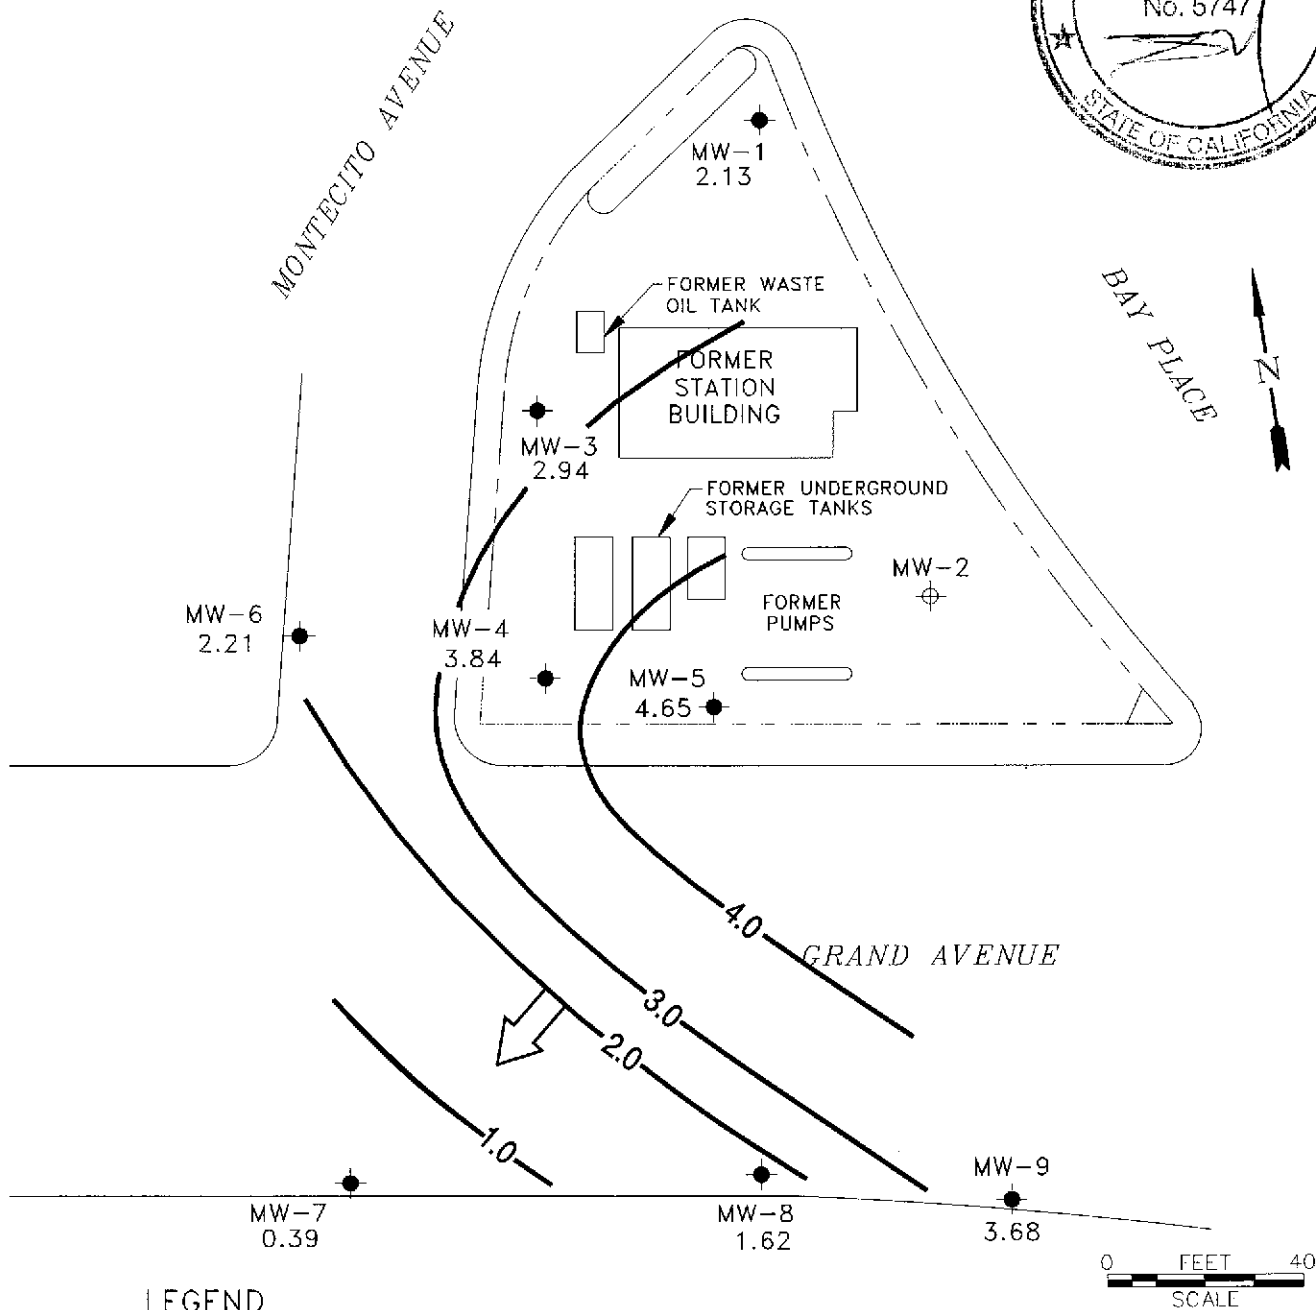 No. 5747
STATE OF CALIFORNIA
MONTECITO AVENUE
MW-1
2.13
BAY PLACE
N
FORMER WASTE
OIL TANK
FORMER
STATION
BUILDING
MW-3
2.94
FORMER UNDERGROUND
STORAGE TANKS
MW-2
FORMER
PUMPS
MW-6
2.21
MW-4
3.84
MW-5
4.65
4.0
GRAND AVENUE
3.0
2.0
1.0
MW-9
3.68
MW-7
0.39
MW-8
1.62
0 FEET 40
SCALE
LEGEND